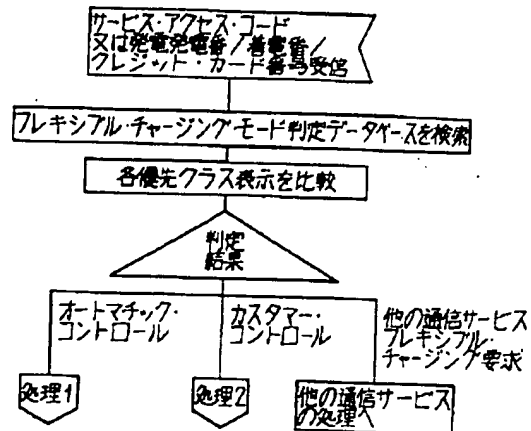 サービス・アクセス・コード
又は発電発電番/着電番/
クレジット・カード番号受信
フレキシブル・チャージング・モード判定データベースを検索
各優先クラス表示を比較
判定
結果
オートマチック・
コントロール
カスタマー・
コントロール
他の通信サービス
フレキシブル・
チャージング要求
処理1
処理2
他の通信サービス
の処理へ